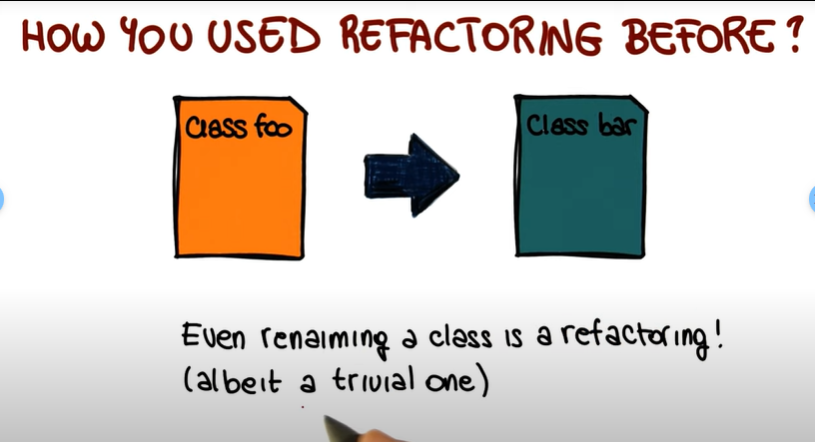 HOW YOU USED REFACTORING BEFORE?
Class foo
Class bar
Even renaiming a class is a refactoring!
(albeit a trivial one)